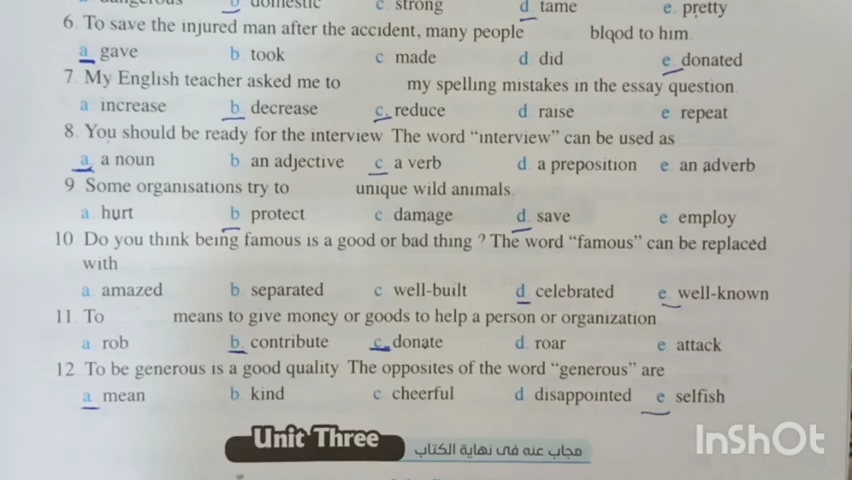 dangerous b domestic c strong d tame e. pretty
6. To save the injured man after the accident, many people blood to him
a gave b took c made d did e donated
7. My English teacher asked me to my spelling mistakes in the essay question
a increase b. decrease c. reduce d raise e repeat
8. You should be ready for the interview The word "interview" can be used as
a. a noun b an adjective c a verb d. a preposition e an adverb
9 Some organisations try to unique wild animals
a hurt b protect c damage d. save e employ
10 Do you think being famous is a good or bad thing ? The word "famous" can be replaced
with
a amazed b. separated c well-built d celebrated e well-known
11. To means to give money or goods to help a person or organization
a rob b. contribute c. donate d. roar e. attack
12 To be generous is a good quality The opposites of the word "generous" are
a mean b. kind c cheerful d disappointed e selfish
Unit Three مجاب عنه في نهاية الكتاب
InShOt